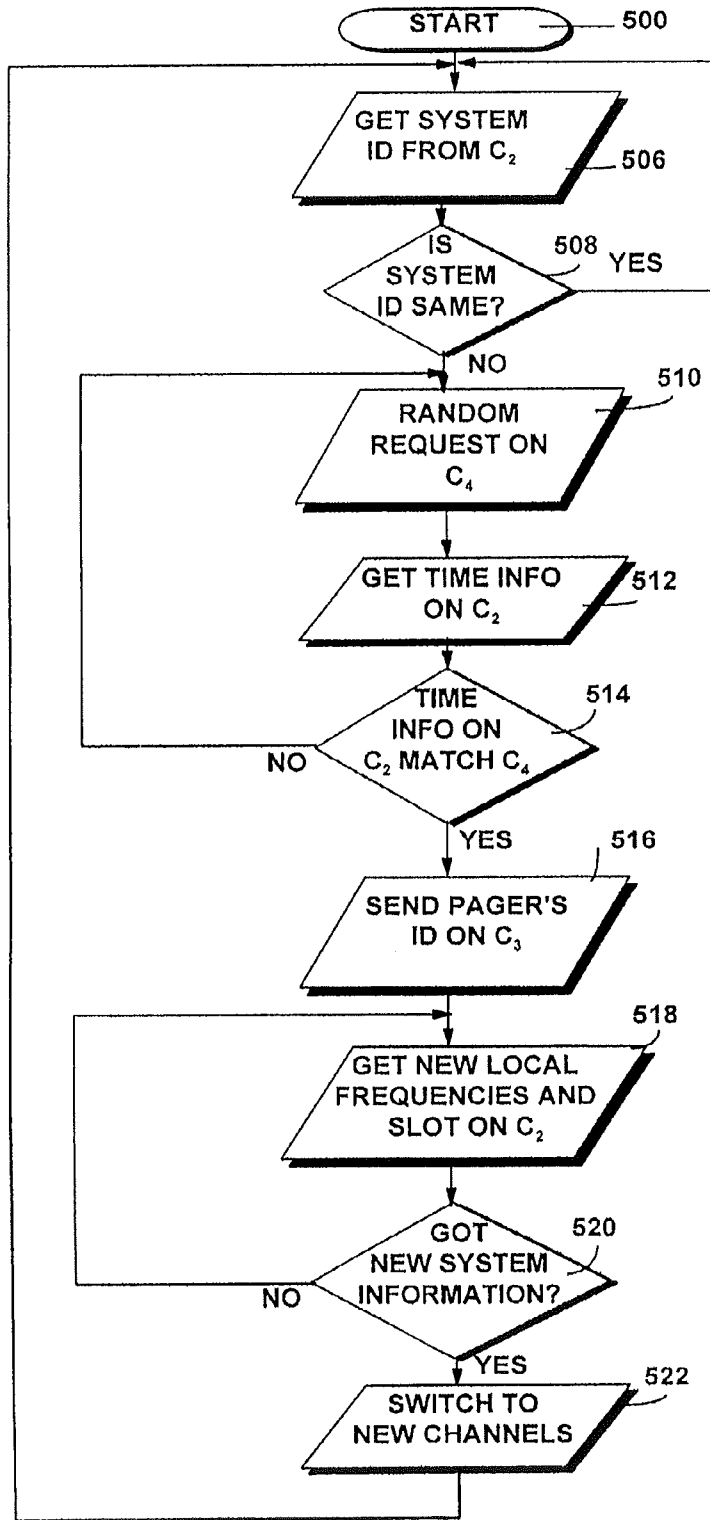 START
500
GET SYSTEM
ID FROM C₂
506
IS
SYSTEM
ID SAME?
508
YES
NO
RANDOM
REQUEST ON
C₄
510
GET TIME INFO
ON C₂
512
TIME
INFO ON
C₂ MATCH C₄
514
NO
YES
SEND PAGER'S
ID ON C₃
516
GET NEW LOCAL
FREQUENCIES AND
SLOT ON C₂
518
GOT
NEW SYSTEM
INFORMATION?
520
NO
YES
SWITCH TO
NEW CHANNELS
522